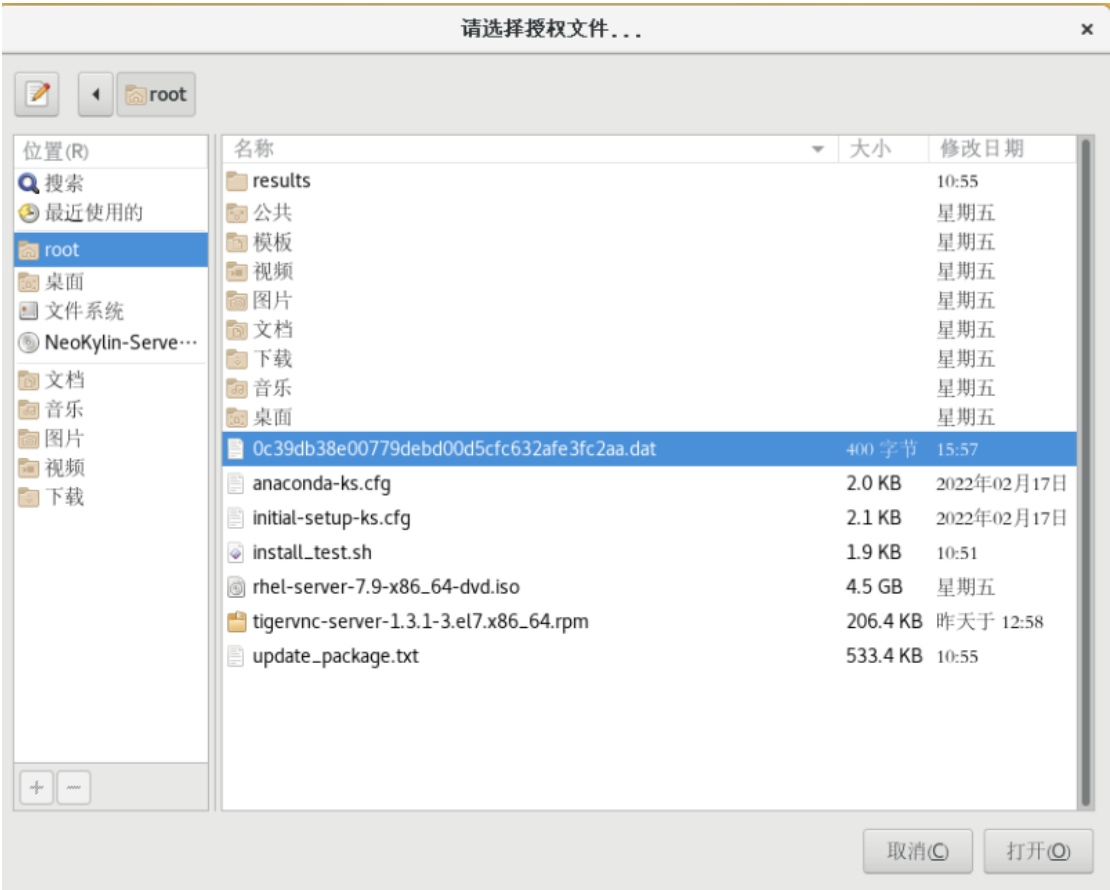 请选择授权文件...
root
位置(R)
搜索
最近使用的
root
桌面
文件系统
NeoKylin-Serve···
文档
音乐
图片
视频
下载
名称 大小 修改日期
results 10:55
公共 星期五
模板 星期五
视频 星期五
图片 星期五
文档 星期五
下载 星期五
音乐 星期五
桌面 星期五
0c39db38e00779debd00d5cfc632afe3fc2aa.dat 400 字节 15:57
anaconda-ks.cfg 2.0 KB 2022年02月17日
initial-setup-ks.cfg 2.1 KB 2022年02月17日
install_test.sh 1.9 KB 10:51
rhel-server-7.9-x86_64-dvd.iso 4.5 GB 星期五
tigervnc-server-1.3.1-3.el7.x86_64.rpm 206.4 KB 昨天于 12:58
update_package.txt 533.4 KB 10:55
取消(C) 打开(O)